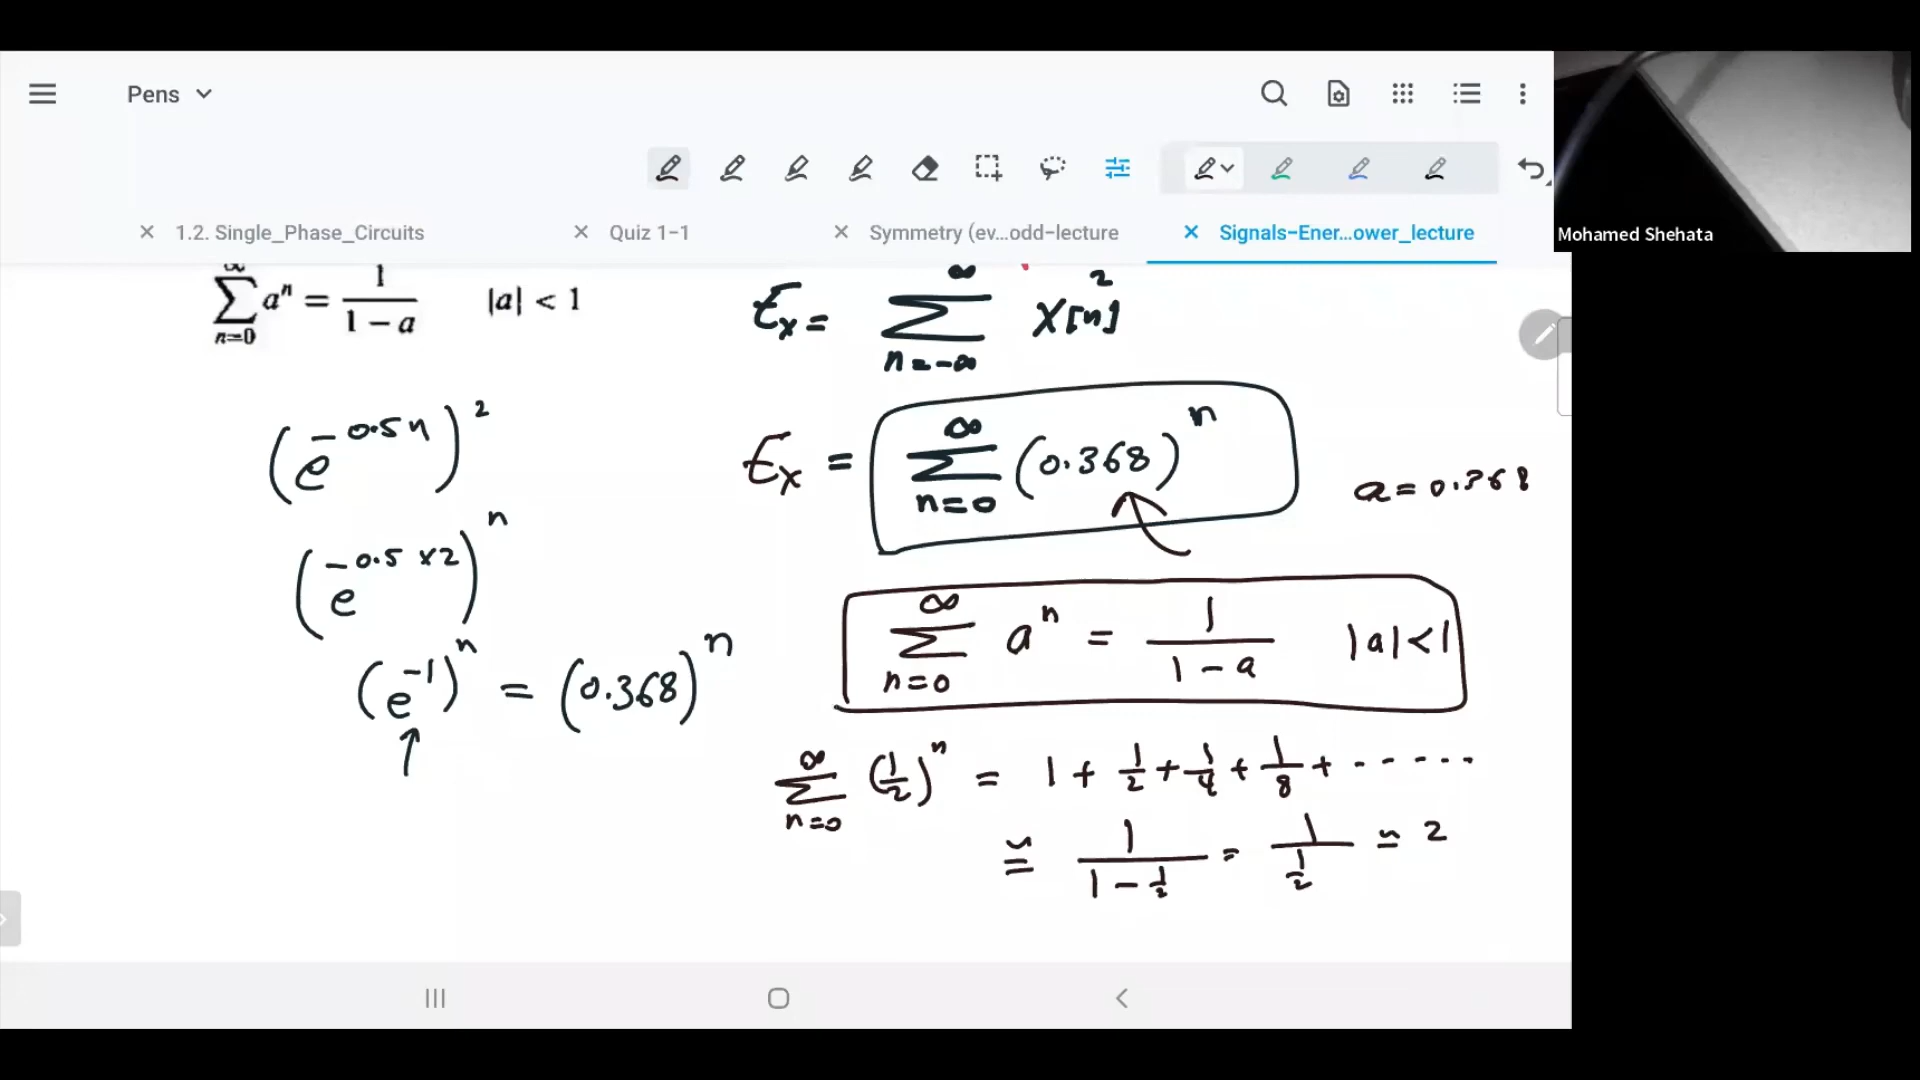 Pens
1.2. Single_Phase_Circuits
Quiz 1-1
Symmetry (ev...odd-lecture
Signals-Ener...ower_lecture
Mohamed Shehata
∞ ∑ n=0 aⁿ = 1 / (1 − a) |a| < 1
Ex = ∞ ∑ n=-∞ x[n]²
(e^-0.5n)²
Ex = ∞ ∑ n=0 (0.368)ⁿ
a = 0.368
(e^-0.5×2)ⁿ
∞ ∑ n=0 aⁿ = 1 / (1 − a) |a| < 1
(e^-1)ⁿ = (0.368)ⁿ
∞ ∑ n=0 (1/2)ⁿ = 1 + 1/2 + 1/4 + 1/8 + ------
≅ 1 / (1 − 1/2) = 1 / (1/2) ≃ 2